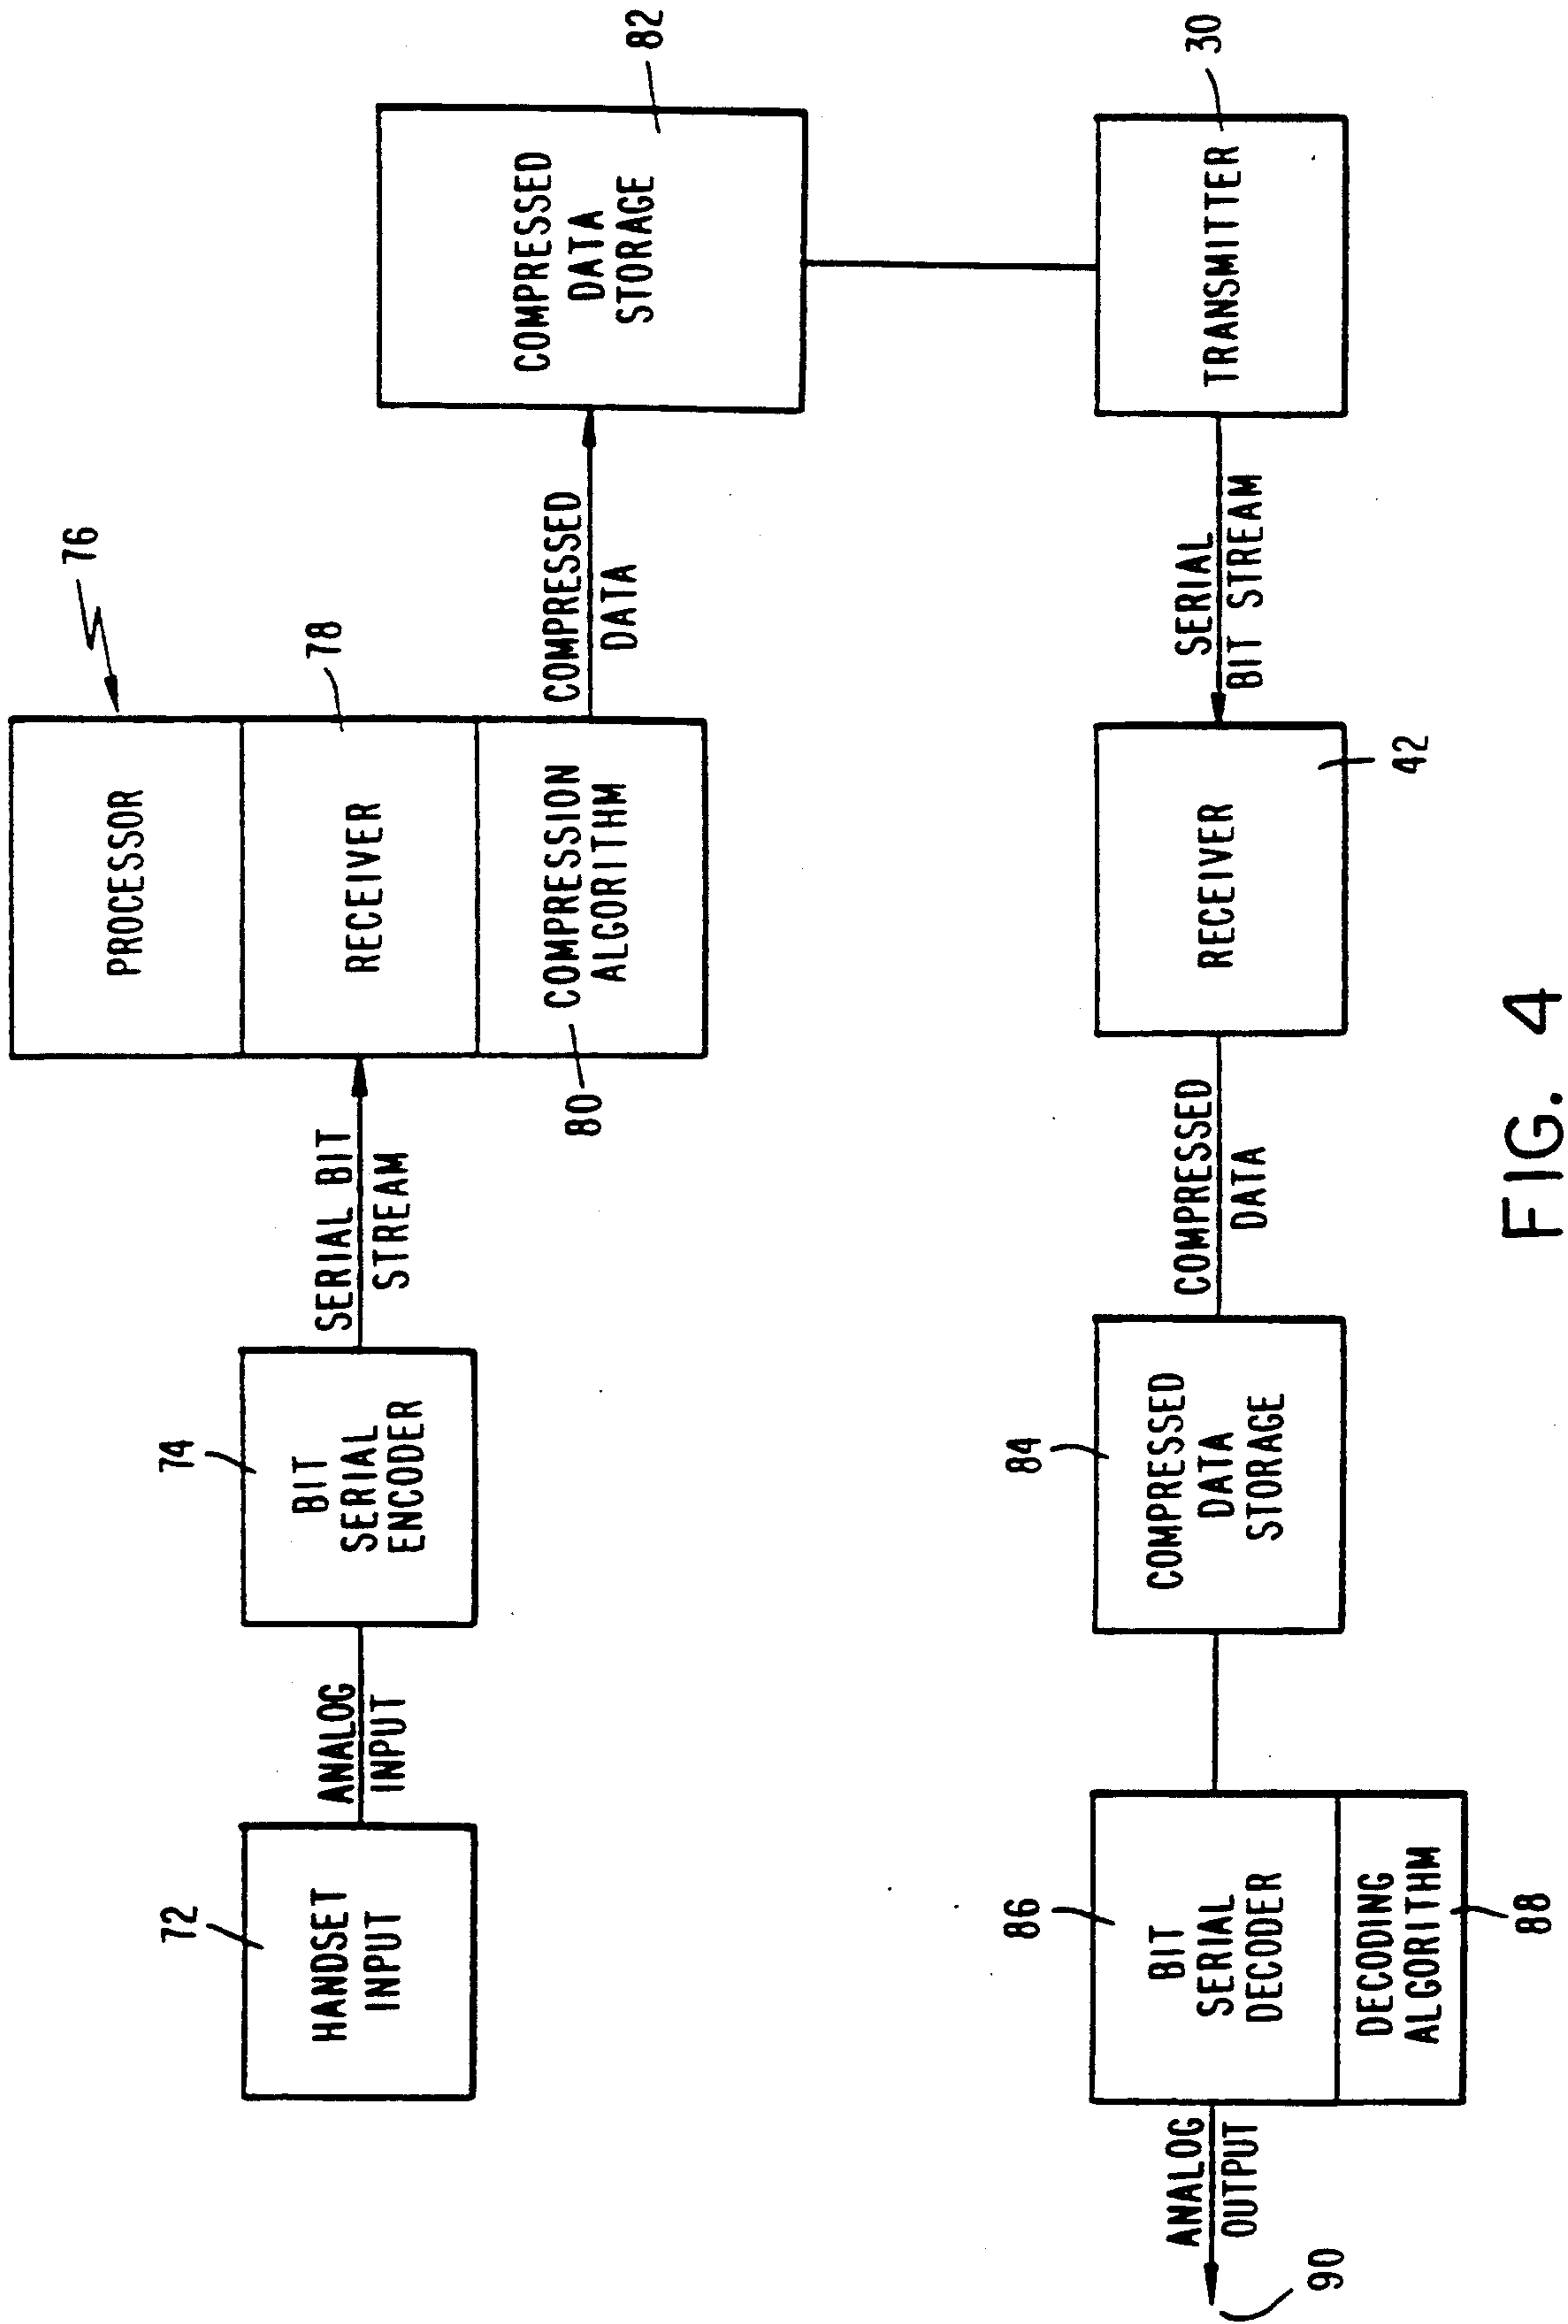 72
HANDSET
INPUT
ANALOG
INPUT
74
BIT
SERIAL
ENCODER
SERIAL BIT
STREAM
76
PROCESSOR
78
RECEIVER
80
COMPRESSION
ALGORITHM
COMPRESSED
DATA
82
COMPRESSED
DATA
STORAGE
30
TRANSMITTER
SERIAL
BIT STREAM
42
RECEIVER
COMPRESSED
DATA
84
COMPRESSED
DATA
STORAGE
86
BIT
SERIAL
DECODER
DECODING
ALGORITHM
88
ANALOG
OUTPUT
90
FIG. 4